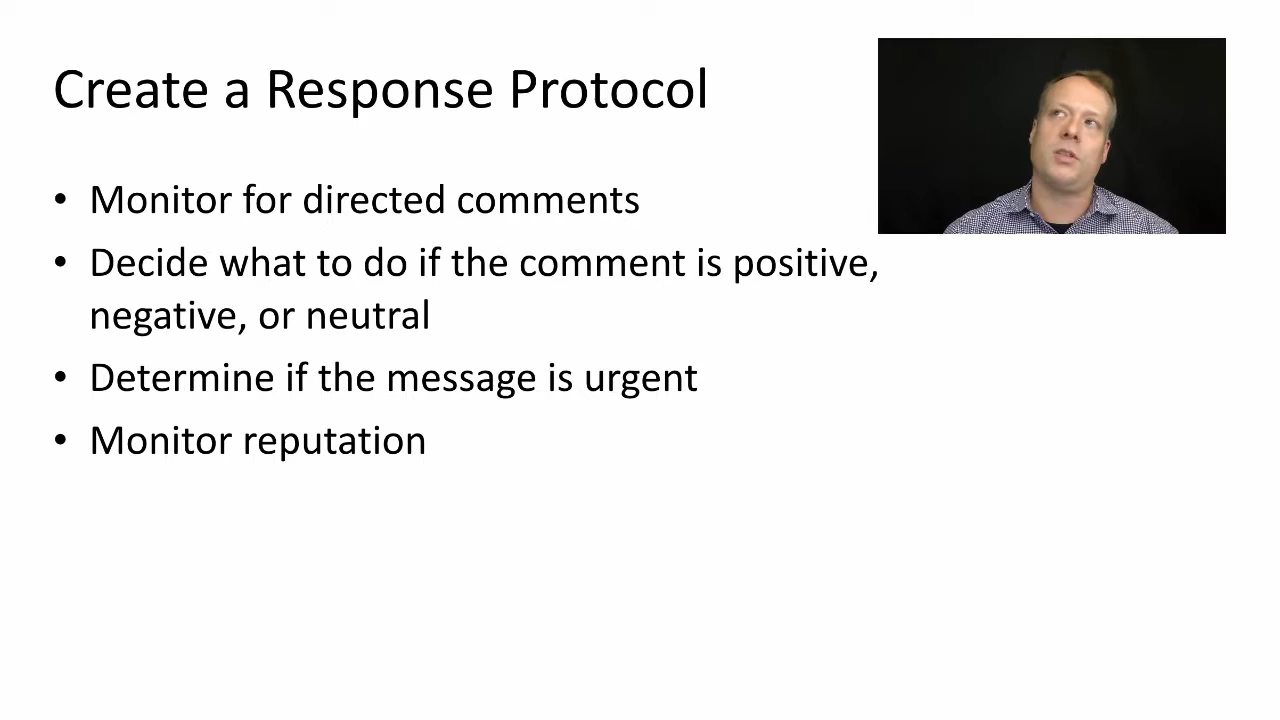 Create a Response Protocol
• Monitor for directed comments
• Decide what to do if the comment is positive,
negative, or neutral
• Determine if the message is urgent
• Monitor reputation